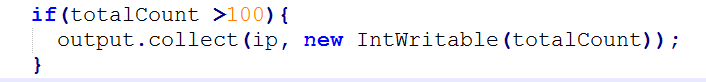 if(totalCount >100){
output.collect(ip, new IntWritable(totalCount));
}